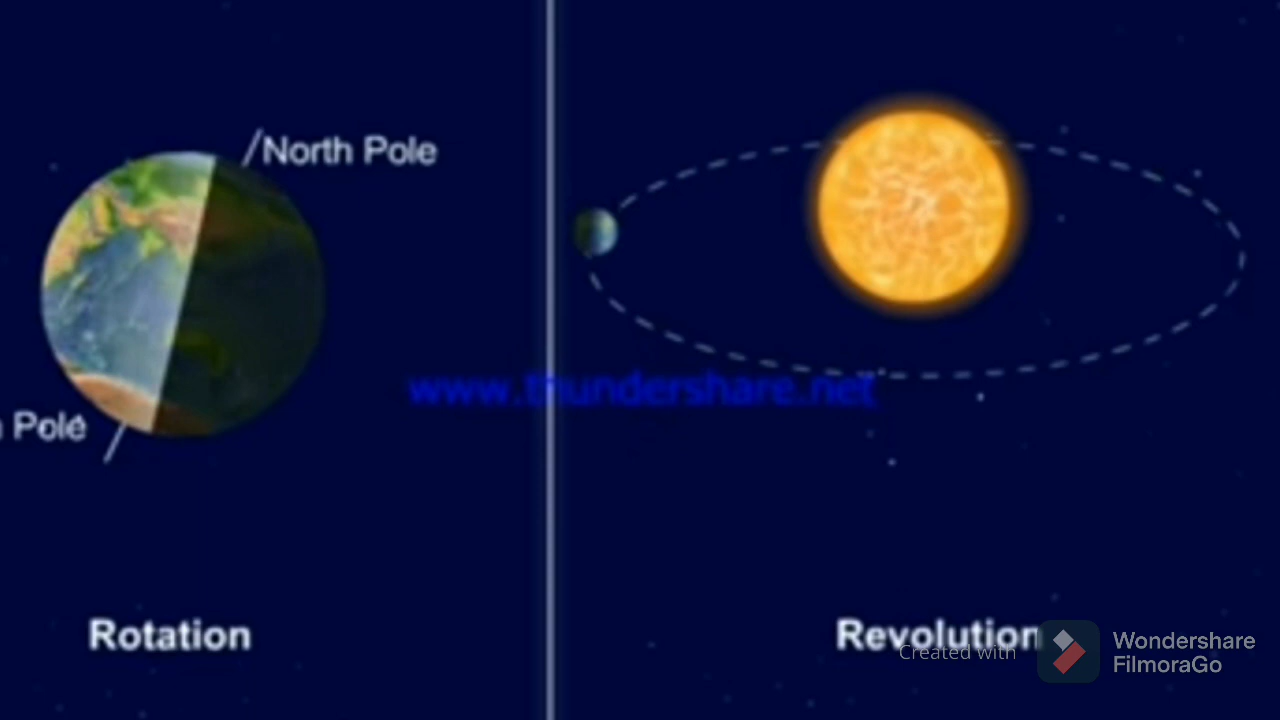 North Pole
Pole
www.thundershare.net
Rotation
Revolution
Created with
Wondershare
FilmoraGo